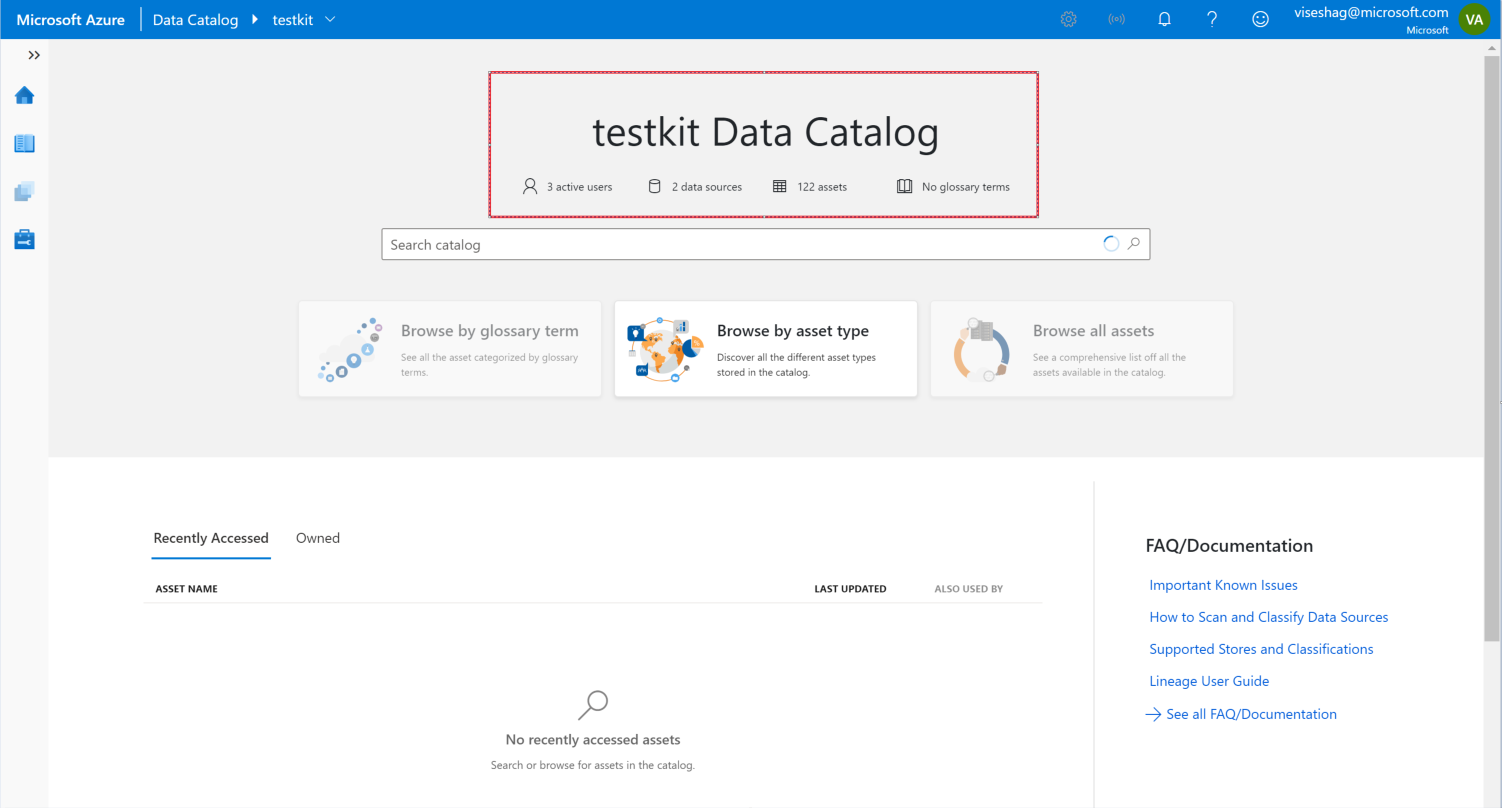 Microsoft Azure
Data Catalog
testkit
viseshag@microsoft.com
Microsoft
VA
testkit Data Catalog
3 active users
2 data sources
122 assets
No glossary terms
Search catalog
Browse by glossary term
See all the asset categorized by glossary
terms.
Browse by asset type
Discover all the different asset types
stored in the catalog.
Browse all assets
See a comprehensive list off all the
assets available in the catalog.
Recently Accessed
Owned
ASSET NAME
LAST UPDATED
ALSO USED BY
No recently accessed assets
Search or browse for assets in the catalog.
FAQ/Documentation
Important Known Issues
How to Scan and Classify Data Sources
Supported Stores and Classifications
Lineage User Guide
See all FAQ/Documentation